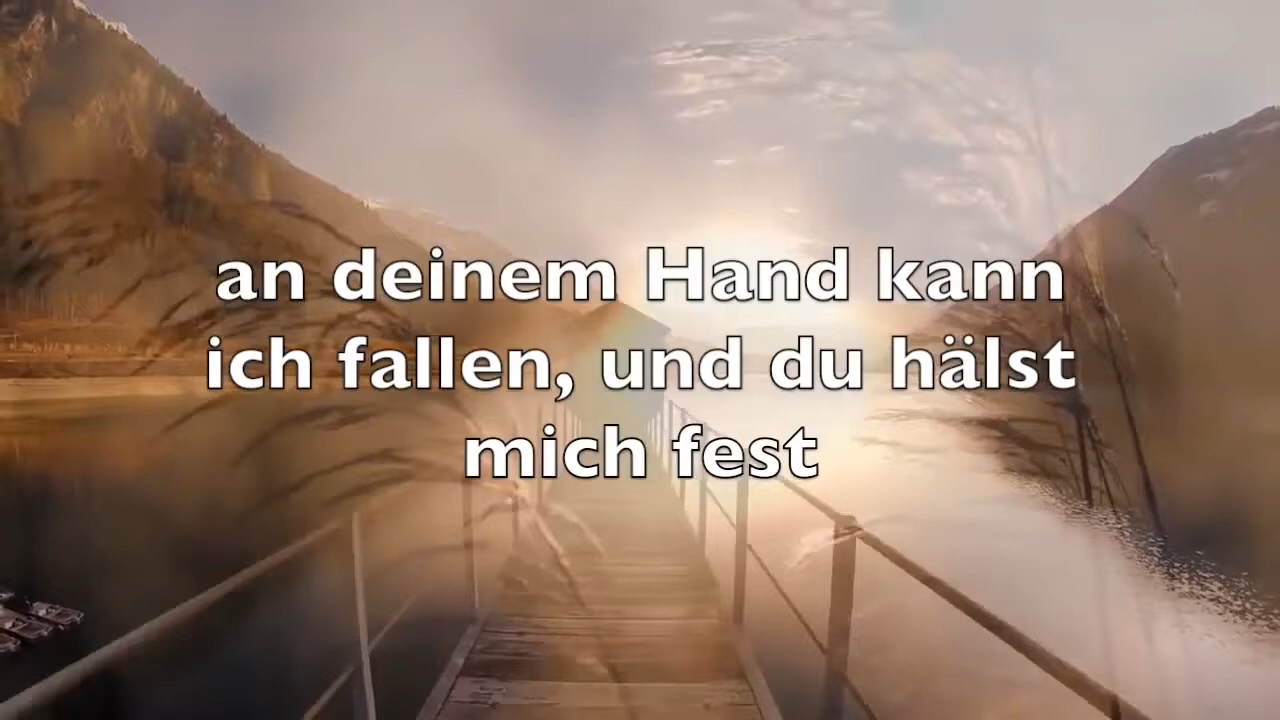 an deinem Hand kann
ich fallen, und du hälst
mich fest